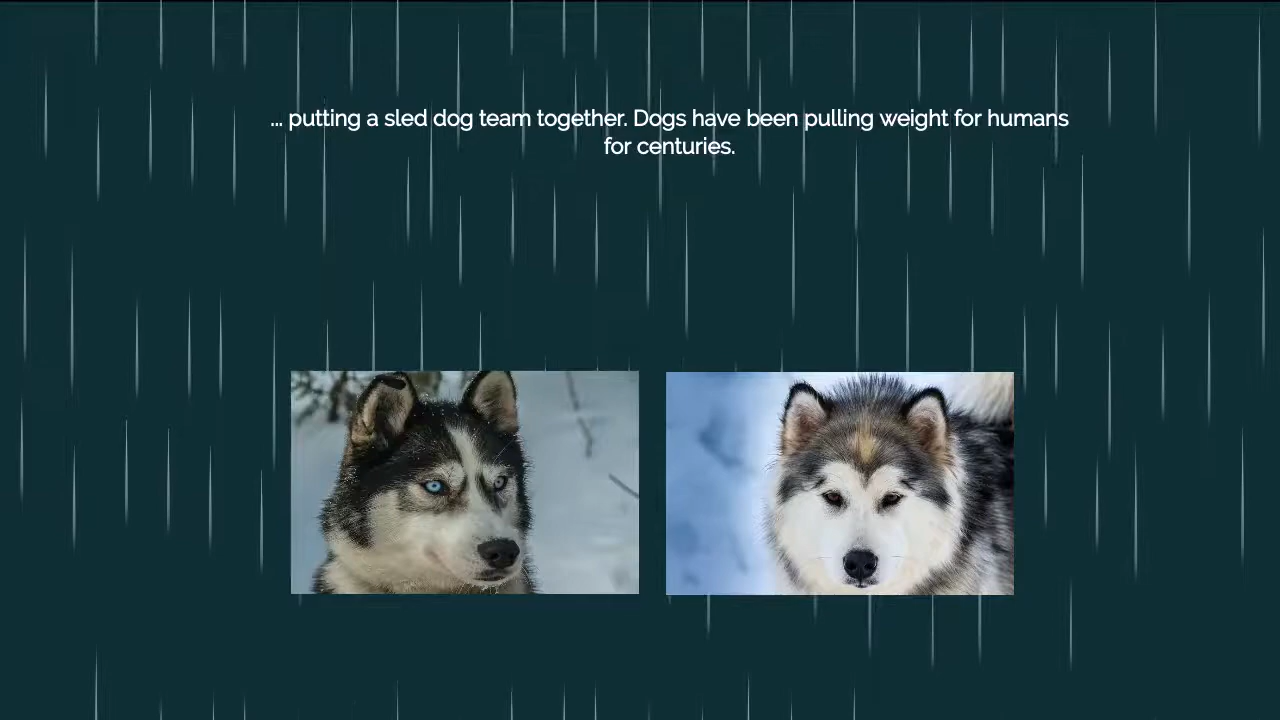 ... putting a sled dog team together. Dogs have been pulling weight for humans
for centuries.